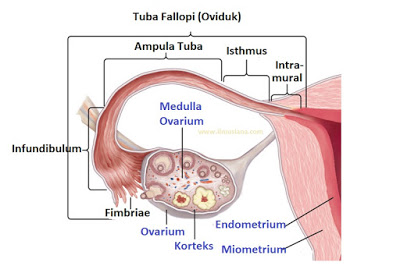 Tuba Fallopi (Oviduk)
Ampula Tuba
Isthmus
Intra-
mural
Medulla
Ovarium
Infundibulum
Fimbriae
Ovarium
Korteks
Endometrium
Miometrium